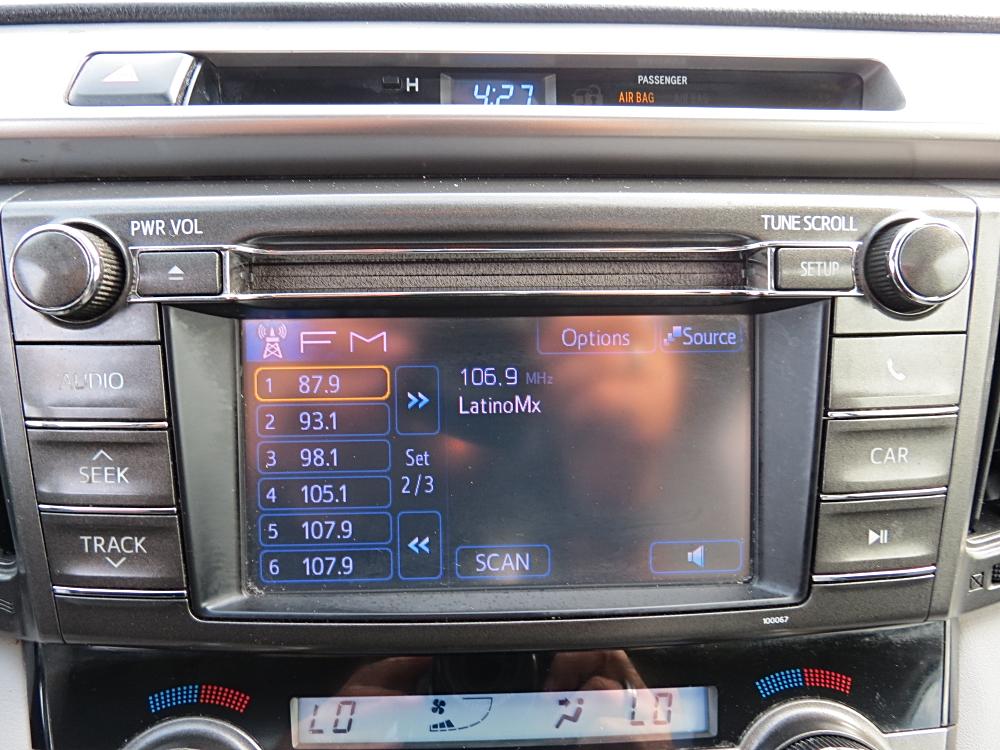 H 4:27 PASSENGER
AIR BAG
PWR VOL TUNE SCROLL
SETUP
FM Options Source
AUDIO
1 87.9 106.9 MHz
2 93.1 LatinoMx
3 98.1 Set
4 105.1 2/3
5 107.9
6 107.9 SCAN
SEEK
TRACK
CAR
100067
LO LO